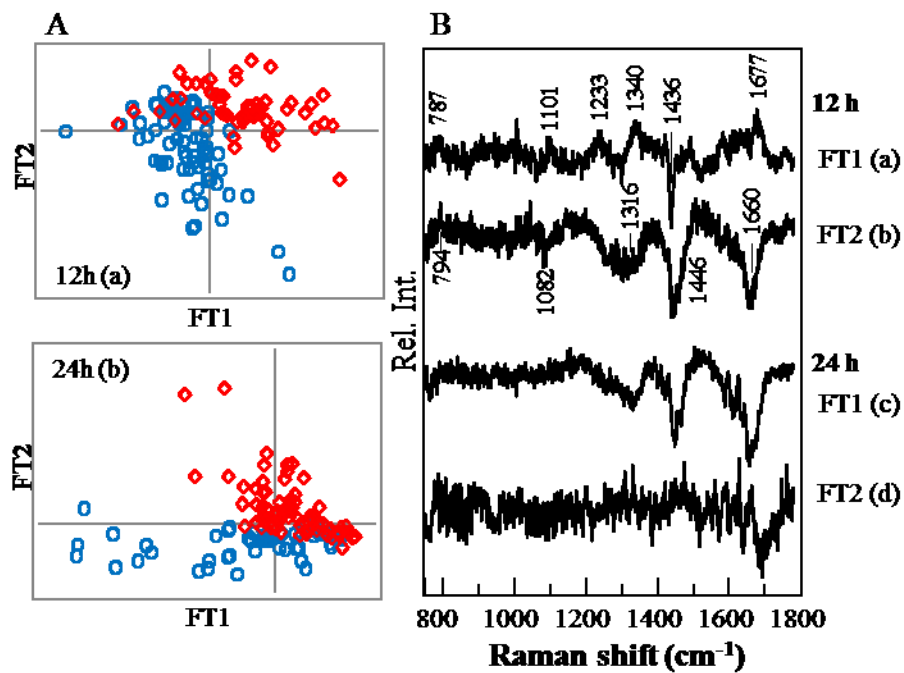 A
FT2
12h (a)
FT1
24h (b)
FT2
FT1
B
787
1101
1233
1340
1436
1677
12 h
FT1 (a)
1316
1660
FT2 (b)
794
1082
1446
Rel. Int.
24 h
FT1 (c)
FT2 (d)
800 1000 1200 1400 1600 1800
Raman shift (cm⁻¹)